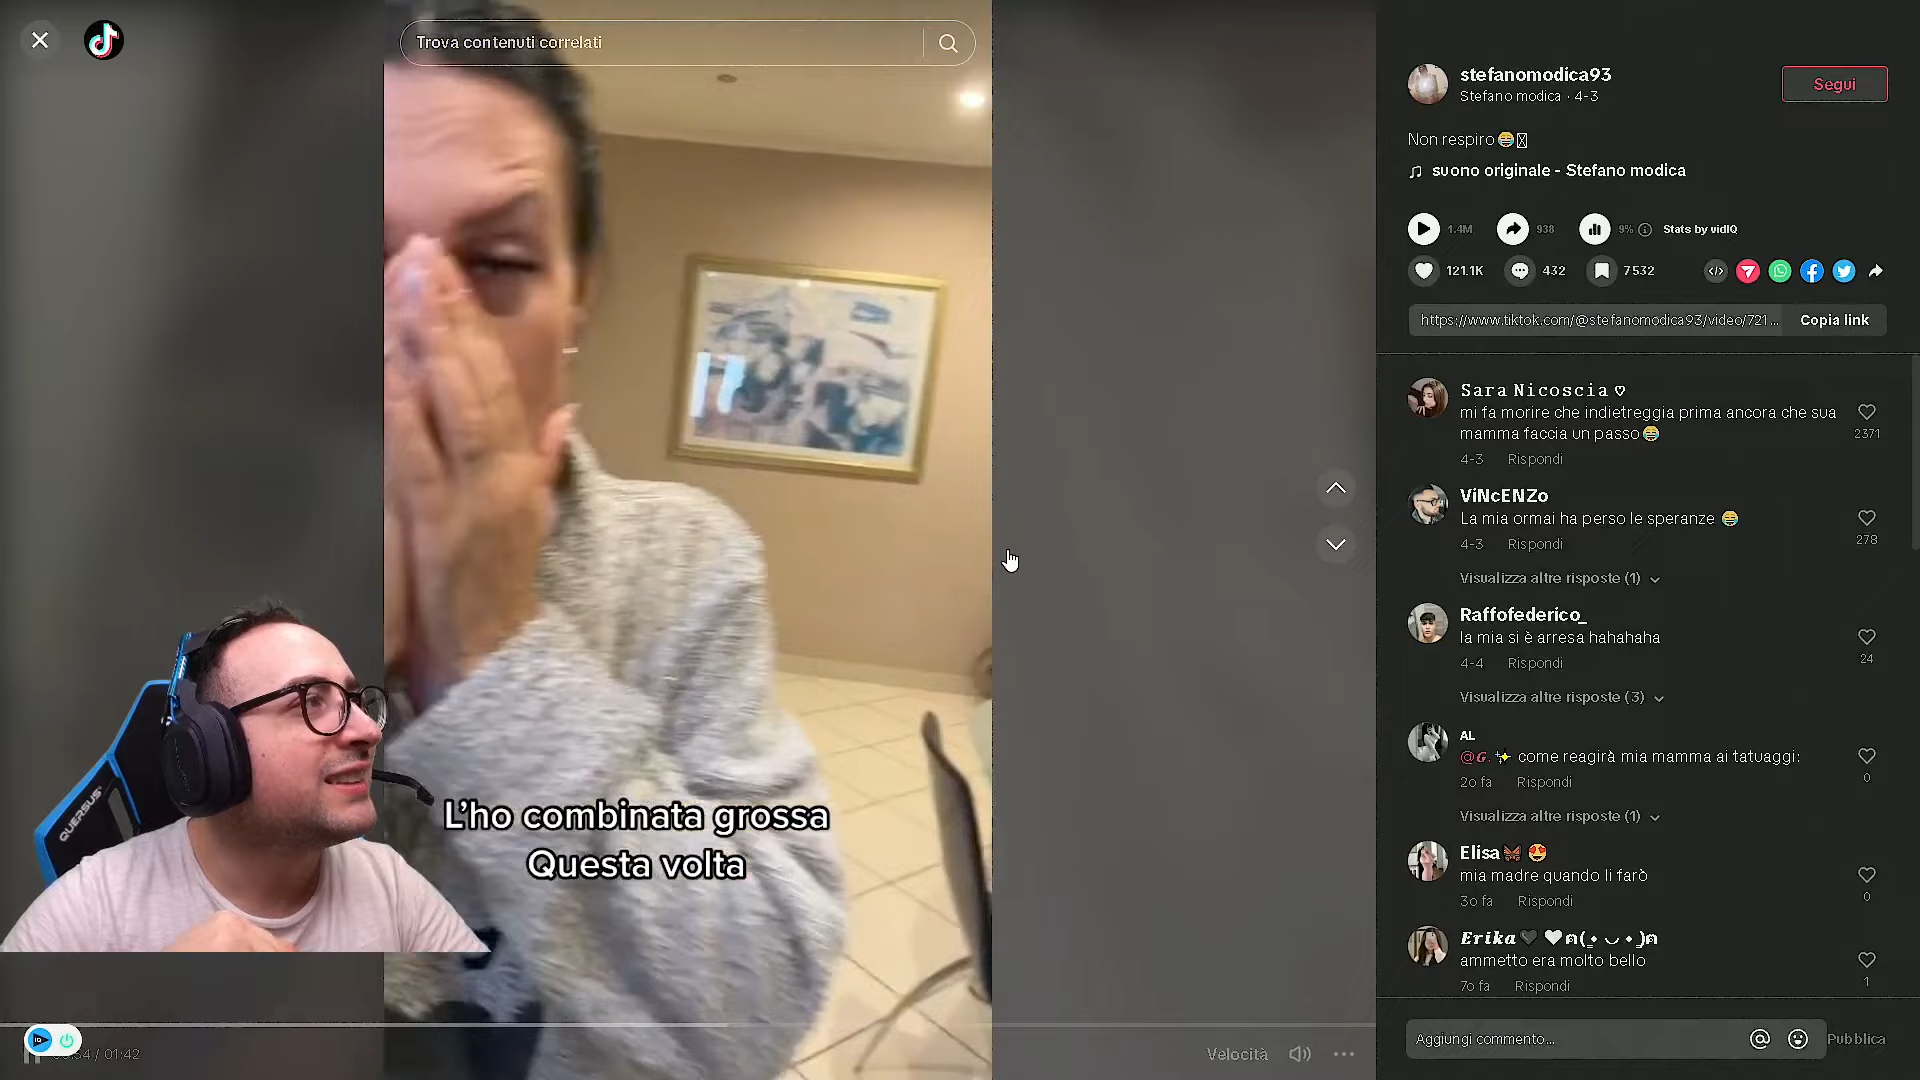 Trova contenuti correlati
stefanomodica93
Stefano modica · 4-3
Segui
Non respiro😂
suono originale - Stefano modica
1.4M
938
9%
Stats by vidIQ
121.1K
432
7532
https://www.tiktok.com/@stefanomodica93/video/721...
Copia link
Sara Nicoscia ♡
mi fa morire che indietreggia prima ancora che sua
mamma faccia un passo😂
2371
4-3 Rispondi
ViNcENZo
La mia ormai ha perso le speranze 😂
278
4-3 Rispondi
Visualizza altre risposte (1)
Raffofederico_
la mia si è arresa hahahaha
24
4-4 Rispondi
Visualizza altre risposte (3)
AL
@G.✨ come reagirà mia mamma ai tatuaggi:
0
2o fa Rispondi
Visualizza altre risposte (1)
Elisa🦋 😍
mia madre quando li farò
0
3o fa Rispondi
Erika
ammetto era molto bello
1
7o fa Rispondi
Aggiungi commento...
Pubblica
QUERSUS
L'ho combinata grossa
Questa volta
/ 01:42
Velocità